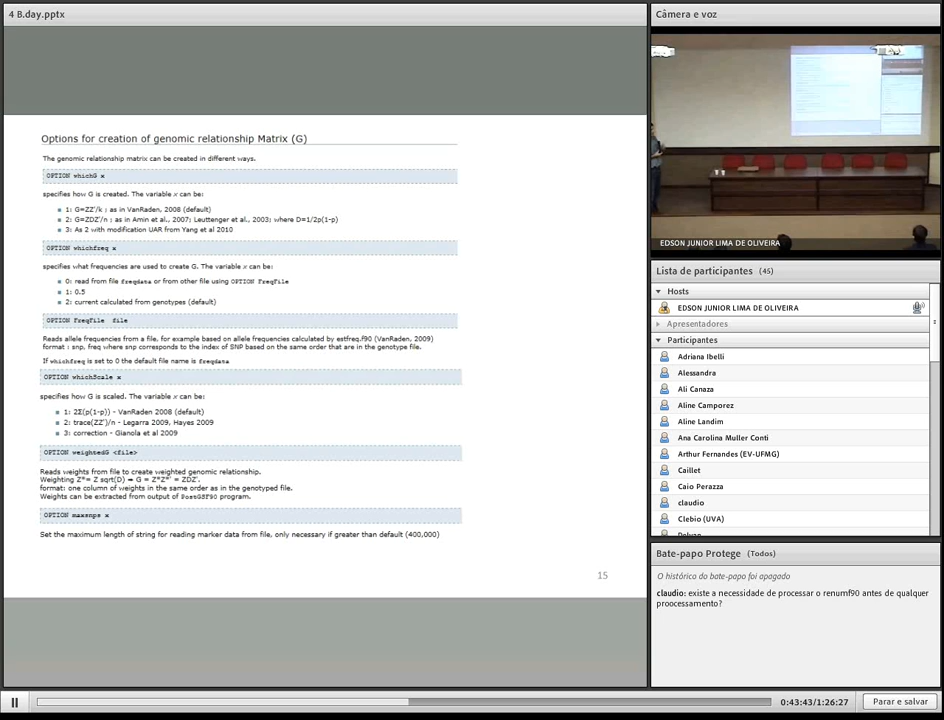 4 B.day.pptx
Options for creation of genomic relationship Matrix (G)
The genomic relationship matrix can be created in different ways.
OPTION whichG x
specifies how G is created. The variable x can be:
1: G=ZZ'/k ; as in VanRaden, 2008 (default)
2: G=ZDZ'/n ; as in Amin et al., 2007; Leuttenger et al., 2003; where D=1/2p(1-p)
3: As 2 with modification UAR from Yang et al 2010
OPTION whichfreq x
specifies what frequencies are used to create G. The variable x can be:
0: read from file freqdata or from other file using OPTION FreqFile
1: 0.5
2: current calculated from genotypes (default)
OPTION FreqFile file
Reads allele frequencies from a file, for example based on allele frequencies calculated by estfreq.f90 (VanRaden, 2009)
format : snp, freq where snp corresponds to the index of SNP based on the same order that are in the genotype file.
If whichfreq is set to 0 the default file name is freqdata
OPTION whichScale x
specifies how G is scaled. The variable x can be:
1: 2Σ(p(1-p)) - VanRaden 2008 (default)
2: trace(ZZ')/n - Legarra 2009, Hayes 2009
3: correction - Gianola et al 2009
OPTION weightedG <file>
Reads weights from file to create weighted genomic relationship.
Weighting Z*= Z sqrt(D) ⇒ G = Z*Z*' = ZDZ'.
format: one column of weights in the same order as in the genotyped file.
Weights can be extracted from output of PostGSF90 program.
OPTION maxsnps x
Set the maximum length of string for reading marker data from file, only necessary if greater than default (400,000)
15
Câmera e voz
EDSON JUNIOR LIMA DE OLIVEIRA
Lista de participantes (45)
Hosts
EDSON JUNIOR LIMA DE OLIVEIRA
Apresentadores
Participantes
Adriana Ibelli
Alessandra
Ali Canaza
Aline Camporez
Aline Landim
Ana Carolina Muller Conti
Arthur Fernandes (EV-UFMG)
Caillet
Caio Perazza
claudio
Clebio (UVA)
Bate-papo Protege (Todos)
O histórico do bate-papo foi apagado
claudio: existe a necessidade de processar o renumf90 antes de qualquer
proocessamento?
0:43:43/1:26:27
Parar e salvar